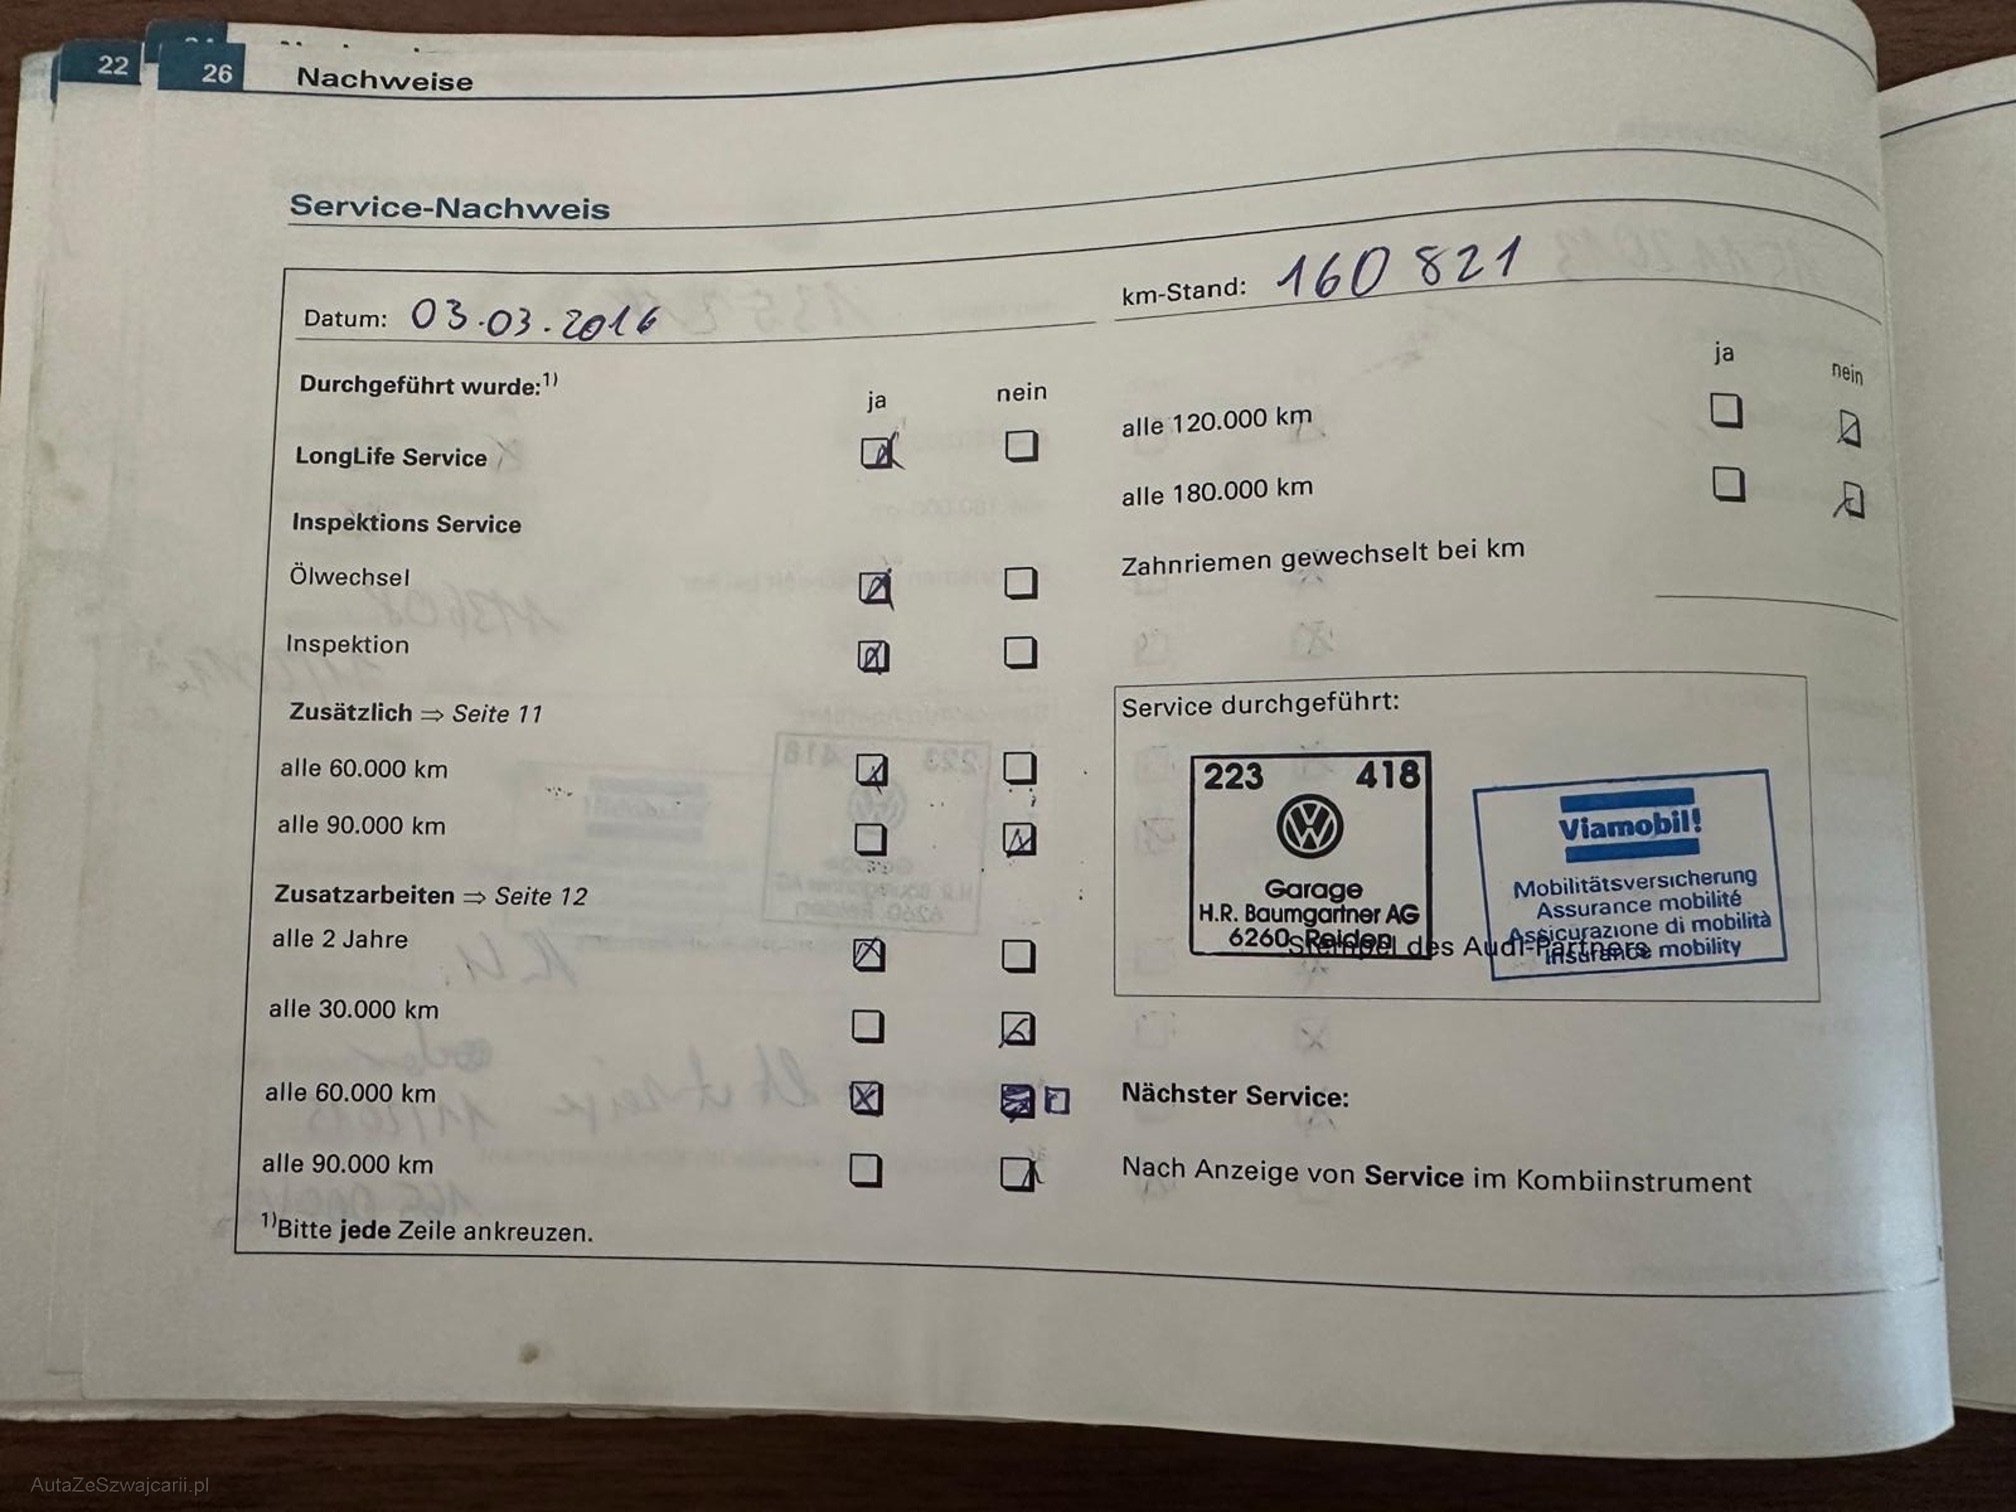 22
26 Nachweise
Service-Nachweis
Datum: 03.03.2016
km-Stand: 160 821
Durchgeführt wurde:1)
ja nein
LongLife Service
Inspektions Service
Ölwechsel
Inspektion
Zusätzlich ⇒ Seite 11
alle 60.000 km
alle 90.000 km
Zusatzarbeiten ⇒ Seite 12
alle 2 Jahre
alle 30.000 km
alle 60.000 km
alle 90.000 km
1)Bitte jede Zeile ankreuzen.
ja nein
alle 120.000 km
alle 180.000 km
Zahnriemen gewechselt bei km
Service durchgeführt:
223 418
Garage
H.R. Baumgartner AG
6260 Reiden
Viamobil!
Mobilitätsversicherung
Assurance mobilité
Assicurazione di mobilità
Insurance mobility
Stempel des Audi-Partners
Nächster Service:
Nach Anzeige von Service im Kombiinstrument
AutaZeSzwajcarii.pl